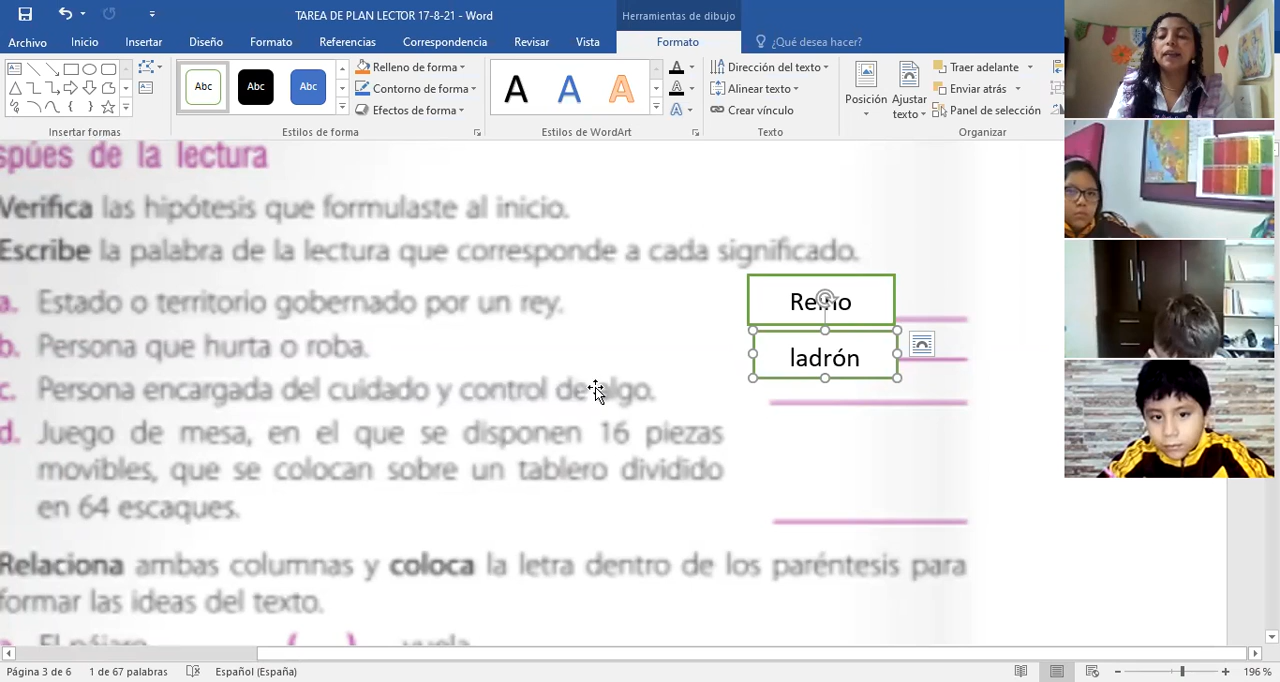 TAREA DE PLAN LECTOR 17-8-21 - Word
Herramientas de dibujo
Archivo Inicio Insertar Diseño Formato Referencias Correspondencia Revisar Vista Formato ¿Qué desea hacer?
Abc Abc Abc
Relleno de forma
Contorno de forma
Efectos de forma
A A A
Dirección del texto
Alinear texto
Crear vínculo
Posición
Ajustar texto
Traer adelante
Enviar atrás
Panel de selección
Insertar formas Estilos de forma Estilos de WordArt Texto Organizar
spués de la lectura
Verifica las hipótesis que formulaste al inicio.
Escribe la palabra de la lectura que corresponde a cada significado.
a. Estado o territorio gobernado por un rey. Reino
b. Persona que hurta o roba. ladrón
c. Persona encargada del cuidado y control de algo.
d. Juego de mesa, en el que se disponen 16 piezas
movibles, que se colocan sobre un tablero dividido
en 64 escaques.
Relaciona ambas columnas y coloca la letra dentro de los paréntesis para
formar las ideas del texto.
El pájaro ( ) vuela
Página 3 de 6 1 de 67 palabras Español (España) 196 %